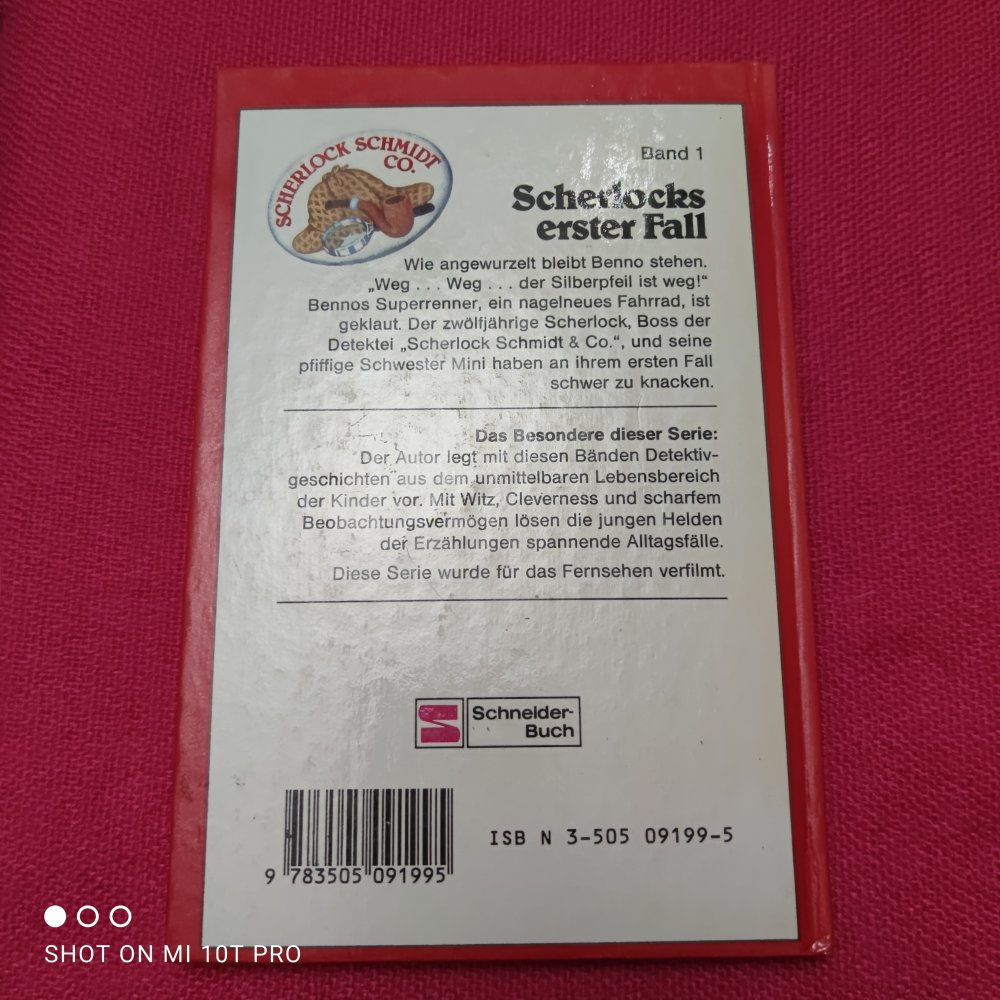 SCHERLOCK SCHMIDT
CO.
Band 1
Scherlocks
erster Fall
Wie angewurzelt bleibt Benno stehen.
„Weg . . . Weg . . . der Silberpfeil ist weg!“
Bennos Superrenner, ein nagelneues Fahrrad, ist
geklaut. Der zwölfjährige Scherlock, Boss der
Detektei „Scherlock Schmidt & Co.“, und seine
pfiffige Schwester Mini haben an ihrem ersten Fall
schwer zu knacken.
Das Besondere dieser Serie:
Der Autor legt mit diesen Bänden Detektiv-
geschichten aus dem unmittelbaren Lebensbereich
der Kinder vor. Mit Witz, Cleverness und scharfem
Beobachtungsvermögen lösen die jungen Helden
der Erzählungen spannende Alltagsfälle.
Diese Serie wurde für das Fernsehen verfilmt.
Schneider-
Buch
ISB N 3-505 09199-5
9 783505 091995
SHOT ON MI 10T PRO